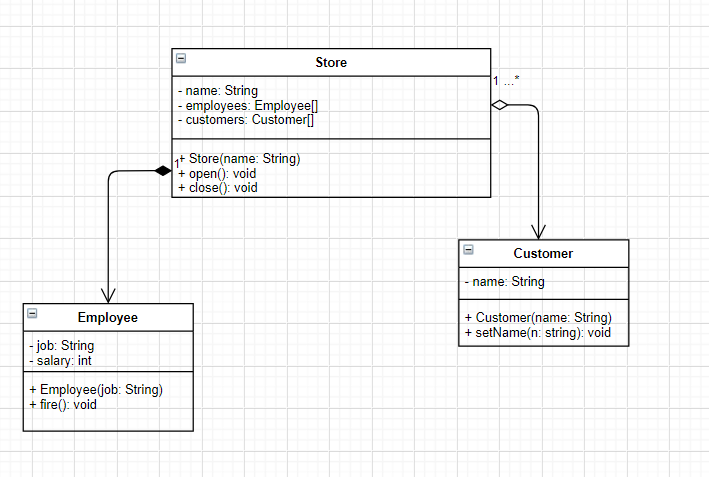 Store
- name: String
- employees: Employee[]
- customers: Customer[]
1 ...*
1
+ Store(name: String)
+ open(): void
+ close(): void
Customer
- name: String
+ Customer(name: String)
+ setName(n: string): void
Employee
- job: String
- salary: int
+ Employee(job: String)
+ fire(): void